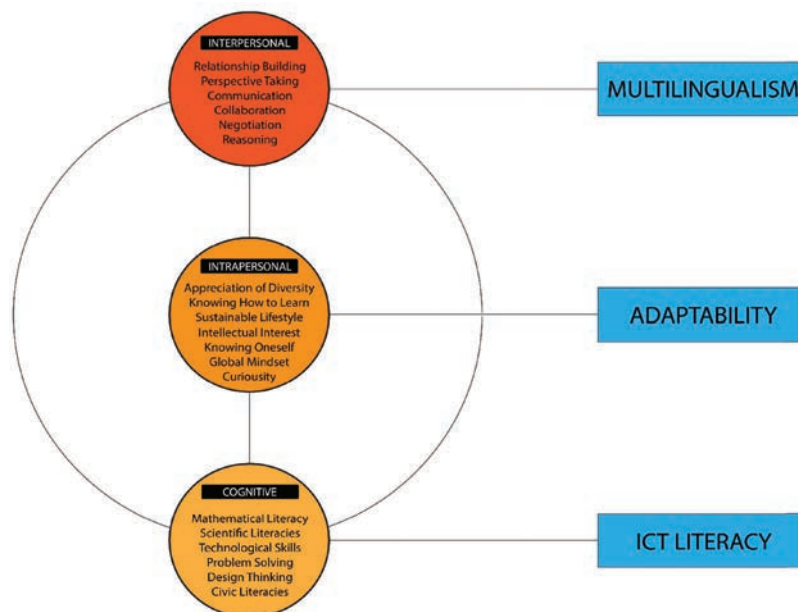 INTERPERSONAL
Relationship Building
Perspective Taking
Communication
Collaboration
Negotiation
Reasoning
MULTILINGUALISM
INTRAPERSONAL
Appreciation of Diversity
Knowing How to Learn
Sustainable Lifestyle
Intellectual Interest
Knowing Oneself
Global Mindset
Curiousity
ADAPTABILITY
COGNITIVE
Mathematical Literacy
Scientific Literacies
Technological Skills
Problem Solving
Design Thinking
Civic Literacies
ICT LITERACY